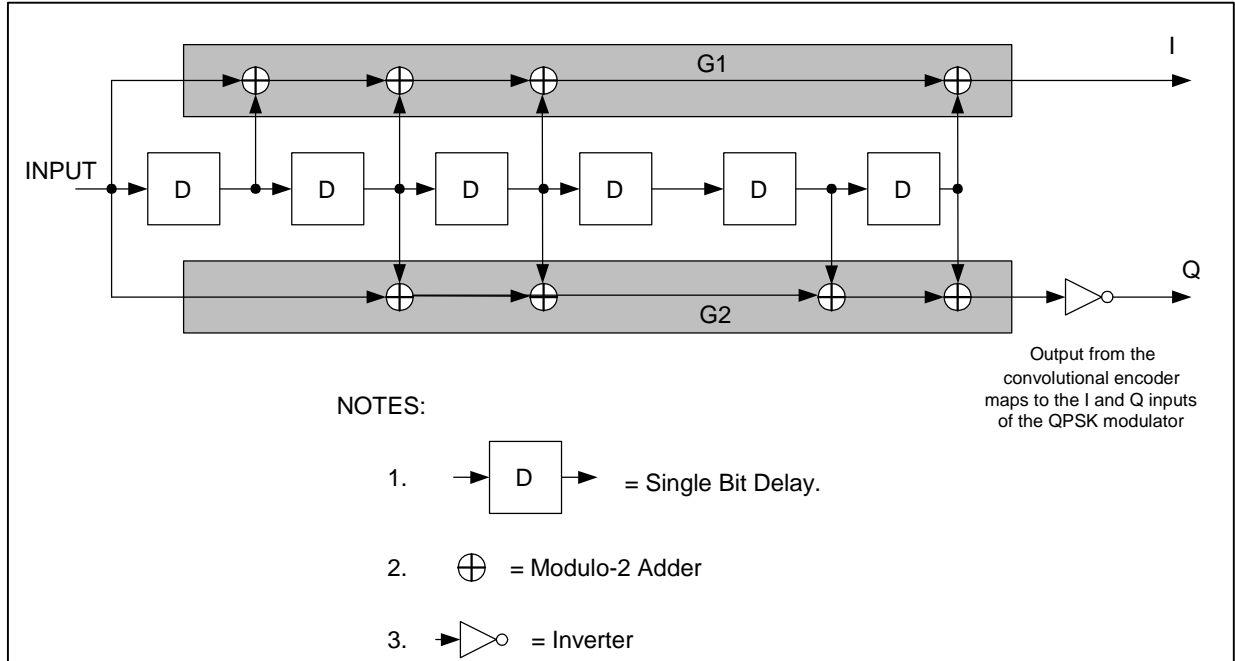 I
G1
INPUT
D D D D D D
Q
G2
Output from the
convolutional encoder
maps to the I and Q inputs
of the QPSK modulator
NOTES:
1. D = Single Bit Delay.
2. = Modulo-2 Adder
3. = Inverter